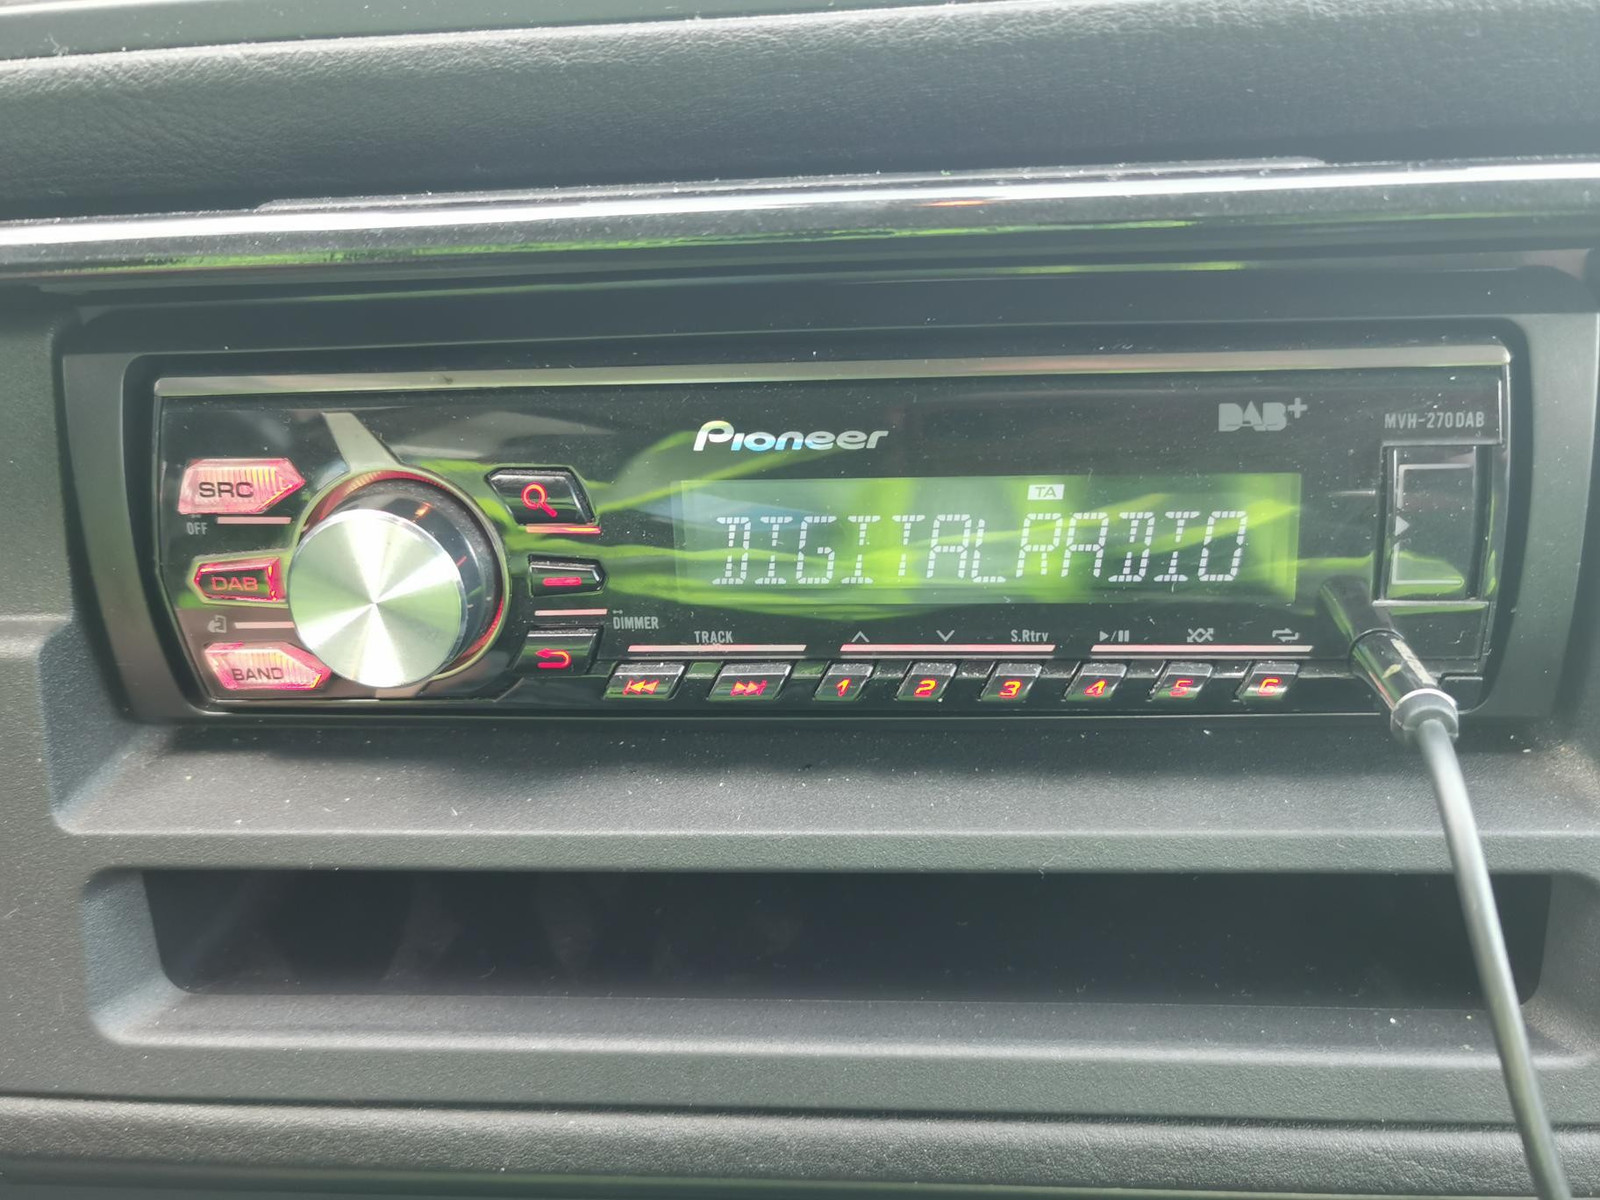 Pioneer
DAB+
MVH-270DAB
SRC
OFF
TA
DIGITALRADIO
DAB
DIMMER
BAND
TRACK
S.Rtrv
1 2 3 4 5 6